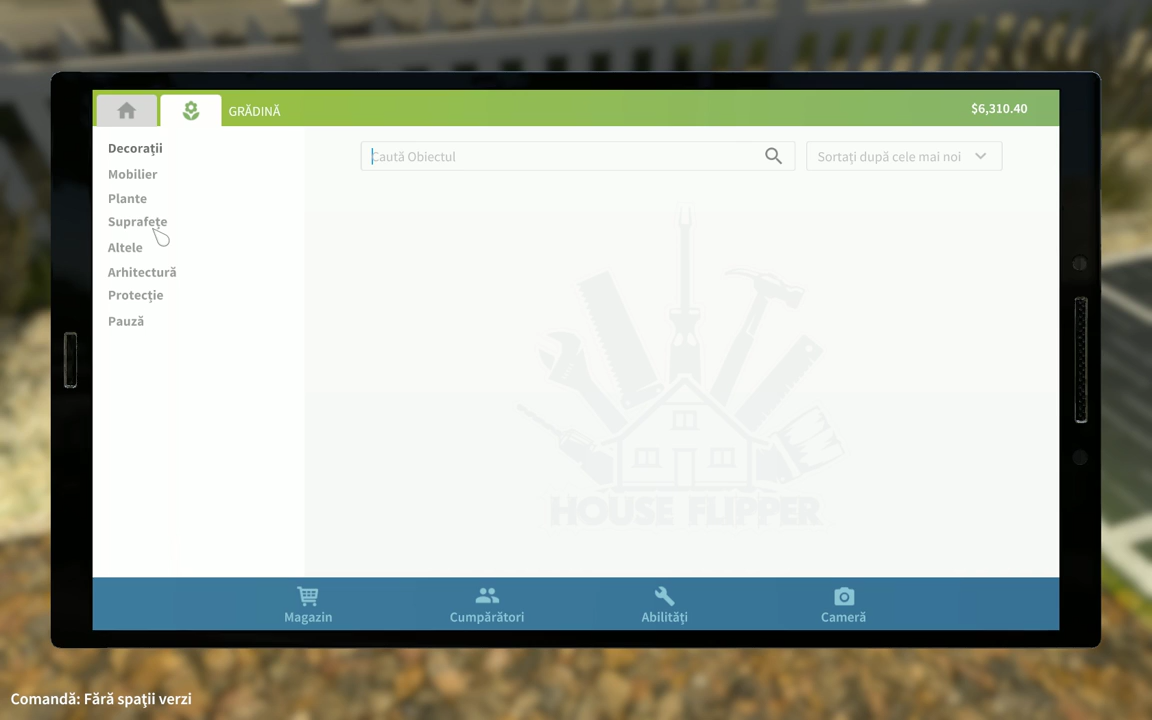 GRĂDINĂ
$6,310.40
Decorații
Mobilier
Plante
Suprafețe
Altele
Arhitectură
Protecție
Pauză
Caută Obiectul
Sortați după cele mai noi
HOUSE FLIPPER
Magazin
Cumpărători
Abilități
Cameră
Comandă: Fără spaţii verzi